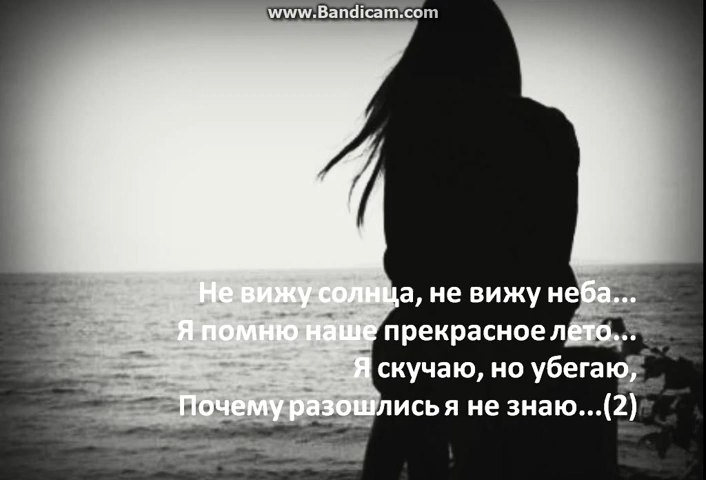 www.Bandicam.com
Не вижу солнца, не вижу неба...
Я помню наше прекрасное лето...
Я скучаю, но убегаю,
Почему разошлись я не знаю...(2)